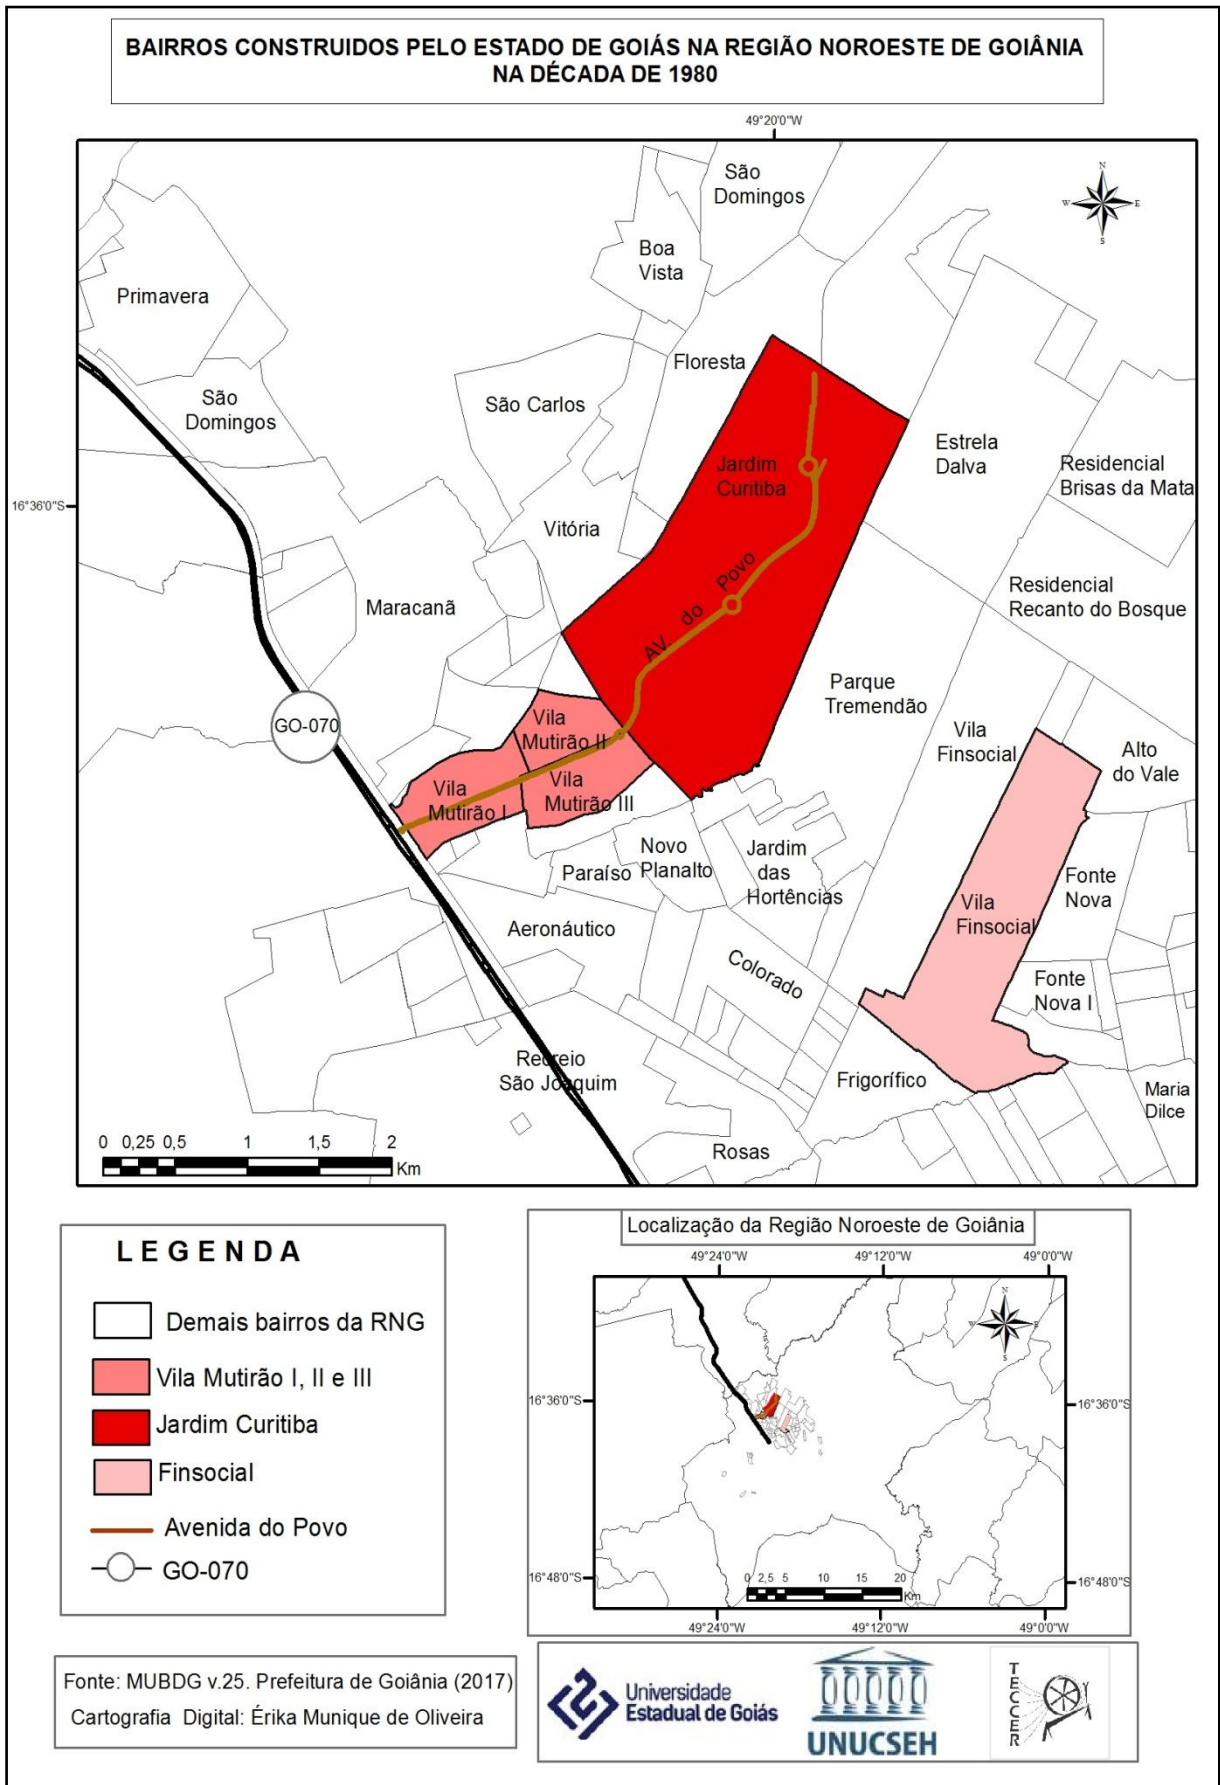 BAIRROS CONSTRUIDOS PELO ESTADO DE GOIÁS NA REGIÃO NOROESTE DE GOIÂNIA
NA DÉCADA DE 1980
49°20'0"W
São
Domingos
N
W
E
S
Boa
Vista
Primavera
Floresta
São
Domingos
São Carlos
Jardim
Curitiba
Estrela
Dalva
Residencial
Brisas da Mata
16°36'0"S
Vitória
AV. do Povo
Maracanã
Residencial
Recanto do Bosque
Parque
Tremendão
GO-070
Vila
Mutirão II
Vila
Finsocial
Alto
do Vale
Vila
Mutirão I
Vila
Mutirão III
Paraíso
Novo
Planalto
Jardim
das
Hortências
Fonte
Nova
Vila
Finsocial
Aeronáutico
Colorado
Fonte
Nova I
Recreio
São Joaquim
Frigorífico
Maria
Dilce
Rosas
0 0,25 0,5 1 1,5 2
Km
LEGENDA
Demais bairros da RNG
Vila Mutirão I, II e III
Jardim Curitiba
Finsocial
Avenida do Povo
GO-070
Localização da Região Noroeste de Goiânia
49°24'0"W 49°12'0"W 49°0'0"W
N
W
E
S
16°36'0"S 16°36'0"S
16°48'0"S 16°48'0"S
0 2,5 5 10 15 20
Km
49°24'0"W 49°12'0"W 49°0'0"W
Fonte: MUBDG v.25. Prefeitura de Goiânia (2017)
Cartografia Digital: Érika Munique de Oliveira
Universidade
Estadual de Goiás
UNUCSEH
TECCER